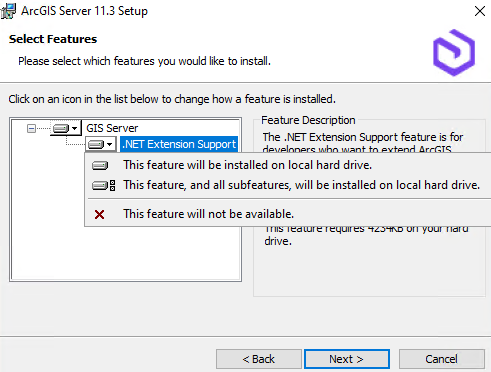 ArcGIS Server 11.3 Setup
Select Features
Please select which features you would like to install.
Click on an icon in the list below to change how a feature is installed.
GIS Server
.NET Extension Support
Feature Description
The .NET Extension Support feature is for
developers who want to extend ArcGIS
This feature will be installed on local hard drive.
This feature, and all subfeatures, will be installed on local hard drive.
This feature will not be available.
This feature requires 4234KB on your hard
drive.
< Back
Next >
Cancel